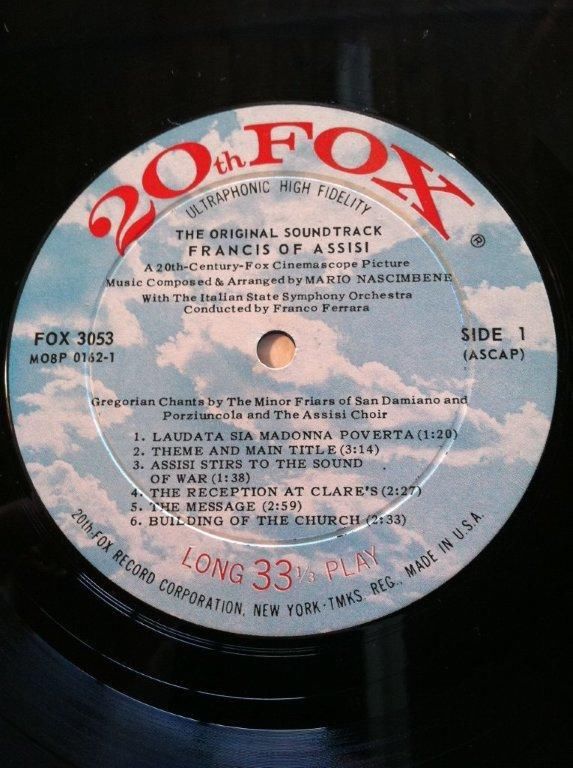 20th FOX
ULTRAPHONIC HIGH FIDELITY
®
THE ORIGINAL SOUNDTRACK
FRANCIS OF ASSISI
A 20th-Century-Fox Cinemascope Picture
Music Composed & Arranged by MARIO NASCIMBENE
With The Italian State Symphony Orchestra
Conducted by Franco Ferrara
FOX 3053
MO8P 0162-1
SIDE 1
(ASCAP)
Gregorian Chants by The Minor Friars of San Damiano and
Porziuncola and The Assisi Choir
1. LAUDATA SIA MADONNA POVERTA (1:20)
2. THEME AND MAIN TITLE (3:14)
3. ASSISI STIRS TO THE SOUND
OF WAR (1:38)
4. THE RECEPTION AT CLARE'S (2:27)
5. THE MESSAGE (2:59)
6. BUILDING OF THE CHURCH (2:33)
LONG 33 1/3 PLAY
20th-FOX RECORD CORPORATION, NEW YORK - TMKS. REG., MADE IN U.S.A.